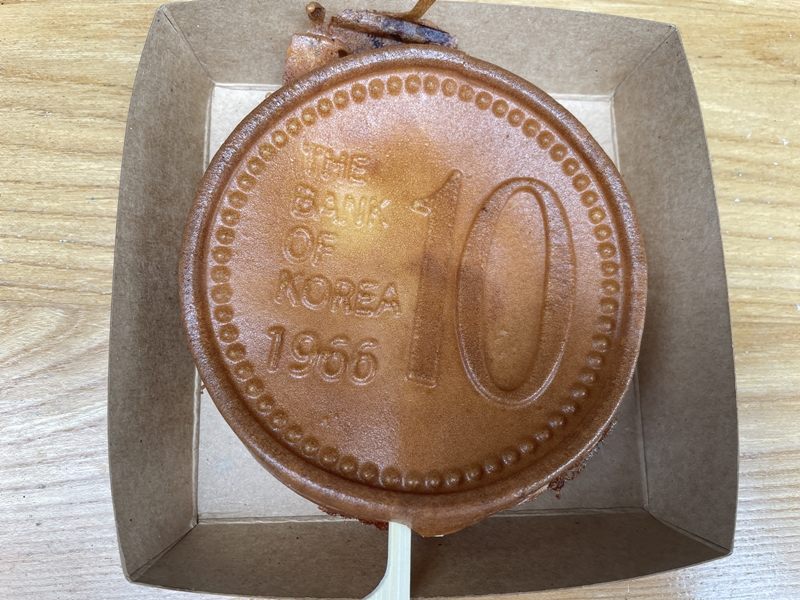 THE
BANK
OF
KOREA
1966
10